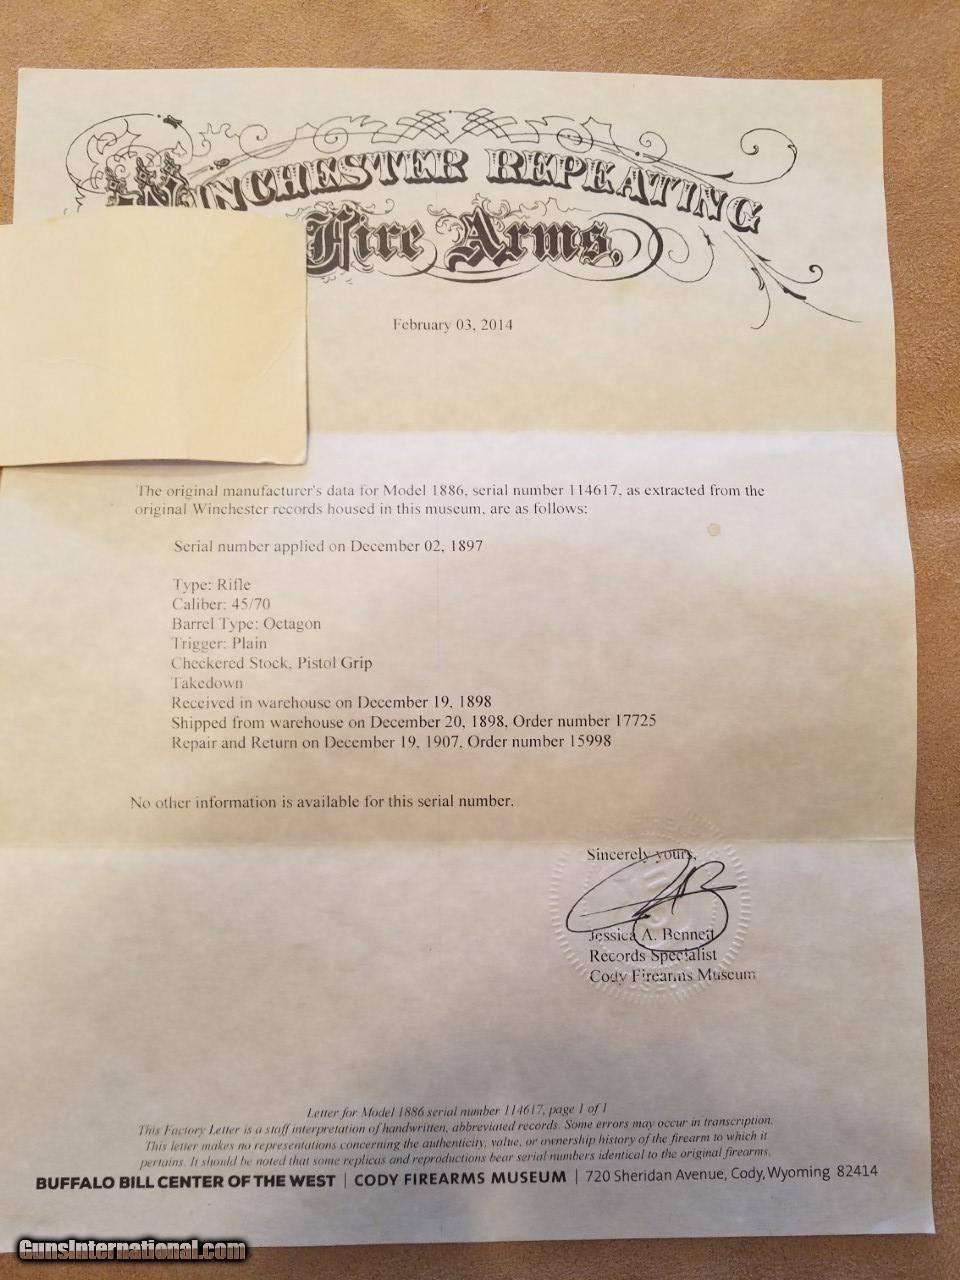 WINCHESTER REPEATING
Fire Arms,
February 03, 2014
The original manufacturer's data for Model 1886, serial number 114617, as extracted from the
original Winchester records housed in this museum, are as follows:
Serial number applied on December 02, 1897
Type: Rifle
Caliber: 45/70
Barrel Type: Octagon
Trigger: Plain
Checkered Stock, Pistol Grip
Takedown
Received in warehouse on December 19, 1898
Shipped from warehouse on December 20, 1898, Order number 17725
Repair and Return on December 19, 1907, Order number 15998
No other information is available for this serial number.
Sincerely yours,
Jessica A. Bennett
Records Specialist
Cody Firearms Museum
Letter for Model 1886 serial number 114617, page 1 of 1
This Factory Letter is a staff interpretation of handwritten, abbreviated records. Some errors may occur in transcription.
This letter makes no representations concerning the authenticity, value, or ownership history of the firearm to which it
pertains. It should be noted that some replicas and reproductions bear serial numbers identical to the original firearms.
BUFFALO BILL CENTER OF THE WEST | CODY FIREARMS MUSEUM | 720 Sheridan Avenue, Cody, Wyoming 82414
GunsInternational.com